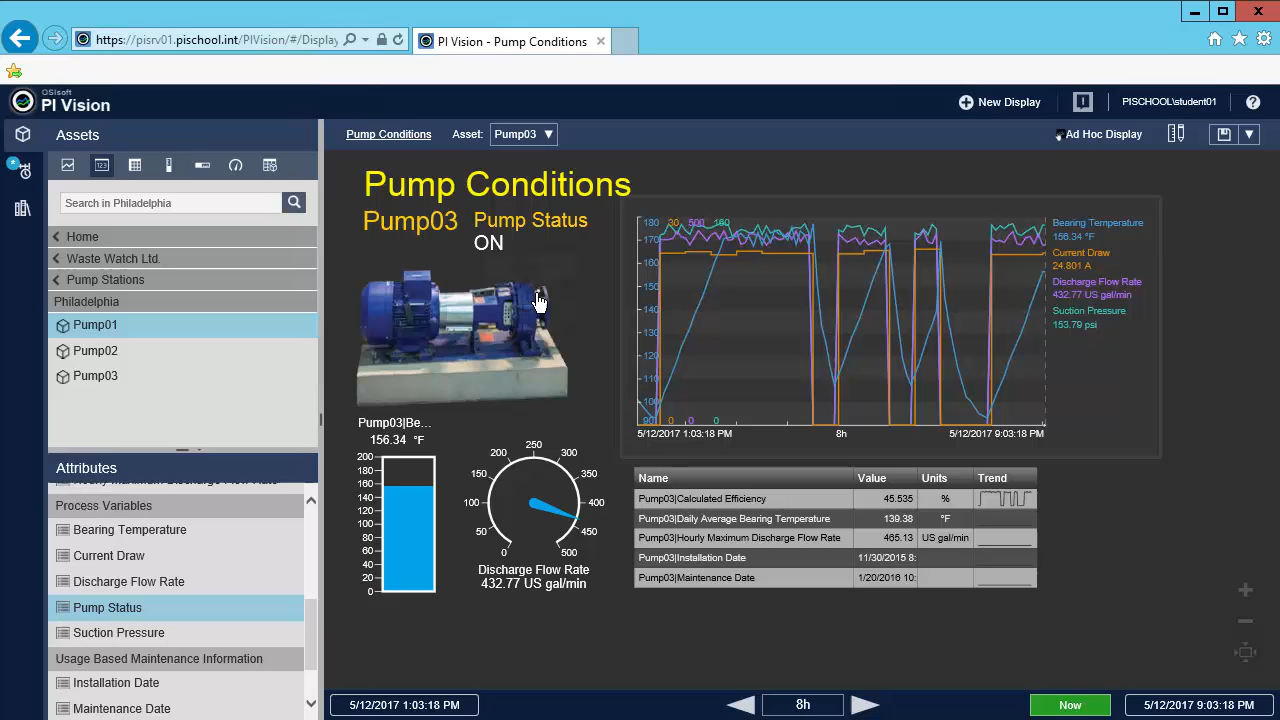 https://pisrv01.pischool.int/PIVision/#/Displa
PI Vision - Pump Conditions
OSIsoft
PI Vision
New Display
PISCHOOL\student01
?
Assets
Pump Conditions
Asset:
Pump03
Ad Hoc Display
Search in Philadelphia
Home
Waste Watch Ltd.
Pump Stations
Philadelphia
Pump01
Pump02
Pump03
Pump Conditions
Pump03
Pump Status
ON
180 30 500 180
170
160
150
140
130
120
110
100
90 0 0 0
5/12/2017 1:03:18 PM
8h
5/12/2017 9:03:18 PM
Bearing Temperature
156.34 °F
Current Draw
24.801 A
Discharge Flow Rate
432.77 US gal/min
Suction Pressure
153.79 psi
Pump03|Be...
156.34 °F
200
180
160
140
120
100
80
60
40
20
0
0
50
100
150
200
250
300
350
400
450
500
Discharge Flow Rate
432.77 US gal/min
Name Value Units Trend
Pump03|Calculated Efficiency 45.535 %
Pump03|Daily Average Bearing Temperature 139.38 °F
Pump03|Hourly Maximum Discharge Flow Rate 465.13 US gal/min
Pump03|Installation Date 11/30/2015 8:
Pump03|Maintenance Date 1/20/2016 10:
Attributes
Process Variables
Bearing Temperature
Current Draw
Discharge Flow Rate
Pump Status
Suction Pressure
Usage Based Maintenance Information
Installation Date
Maintenance Date
5/12/2017 1:03:18 PM
8h
Now
5/12/2017 9:03:18 PM